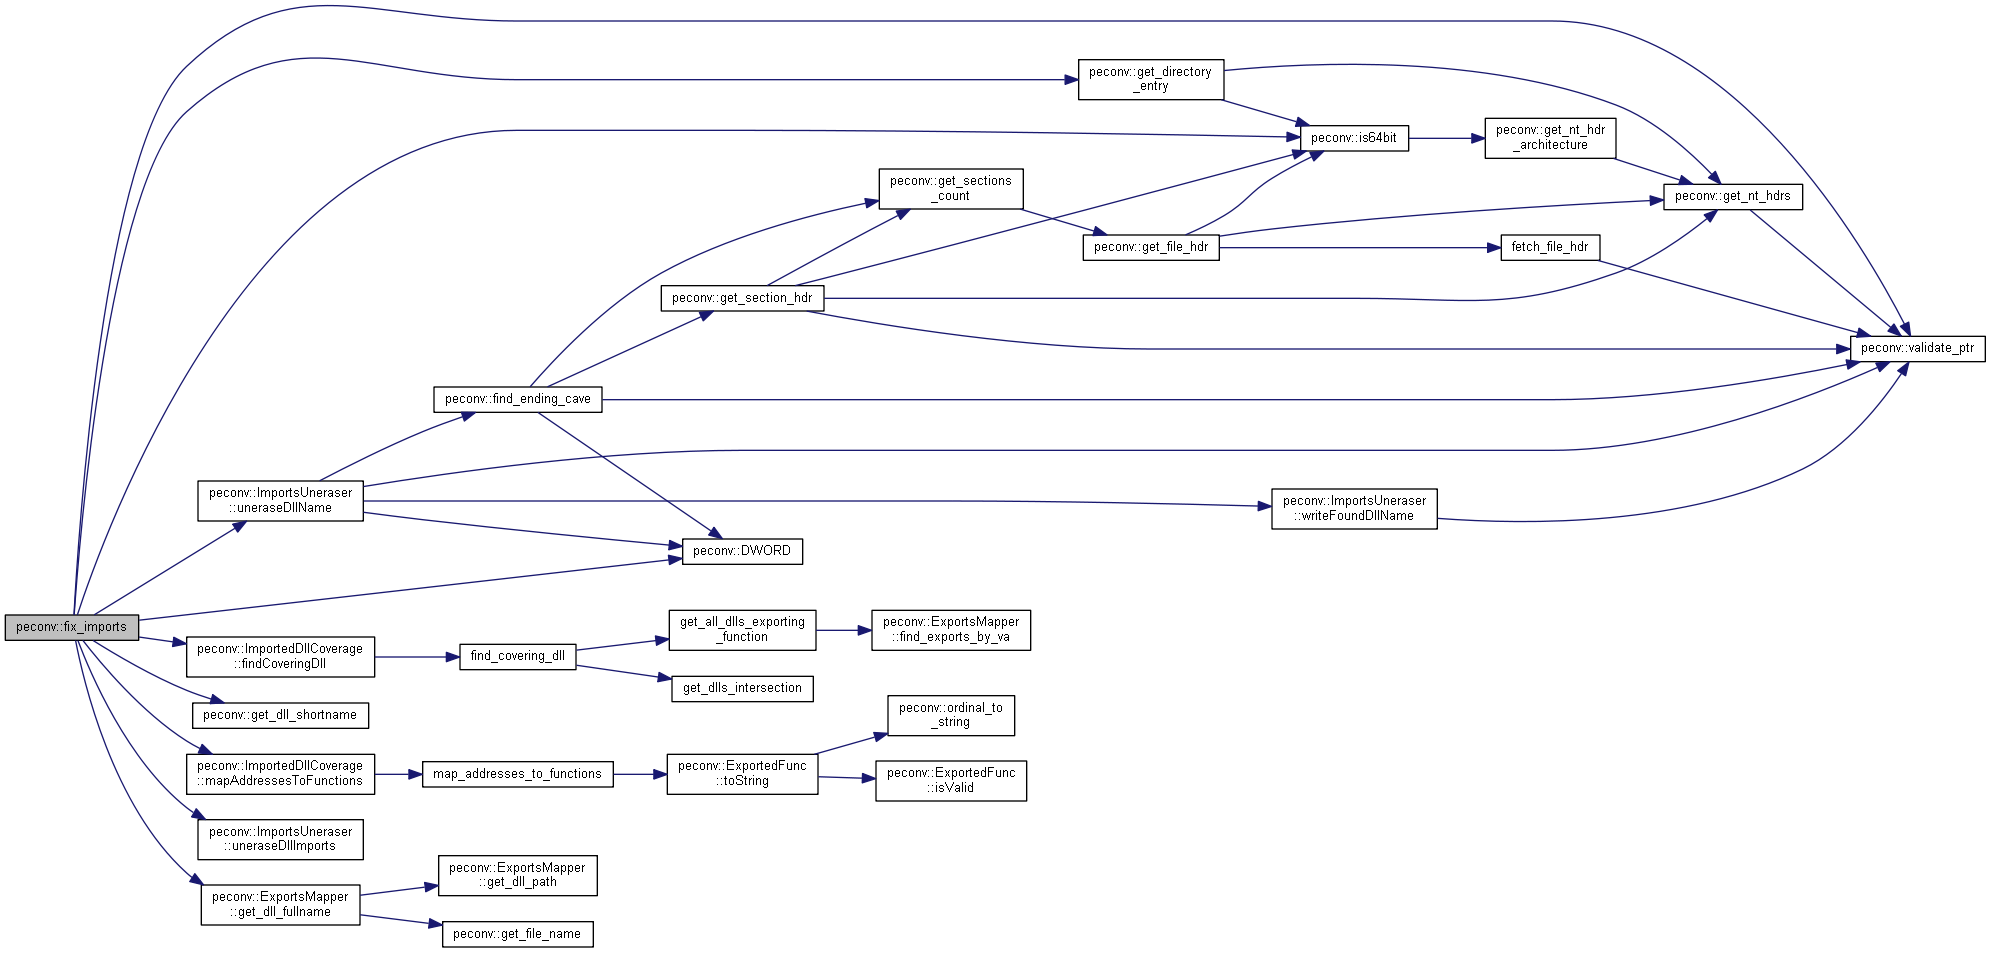 peconv::get_directory
_entry
peconv::is64bit
peconv::get_nt_hdr
_architecture
peconv::get_sections
_count
peconv::get_nt_hdrs
peconv::get_file_hdr
fetch_file_hdr
peconv::get_section_hdr
peconv::validate_ptr
peconv::find_ending_cave
peconv::ImportsUneraser
::uneraseDllName
peconv::ImportsUneraser
::writeFoundDllName
peconv::DWORD
peconv::fix_imports
peconv::ImportedDllCoverage
::findCoveringDll
find_covering_dll
get_all_dlls_exporting
_function
peconv::ExportsMapper
::find_exports_by_va
get_dlls_intersection
peconv::get_dll_shortname
peconv::ordinal_to
_string
peconv::ImportedDllCoverage
::mapAddressesToFunctions
map_addresses_to_functions
peconv::ExportedFunc
::toString
peconv::ExportedFunc
::isValid
peconv::ImportsUneraser
::uneraseDllImports
peconv::ExportsMapper
::get_dll_path
peconv::ExportsMapper
::get_dll_fullname
peconv::get_file_name